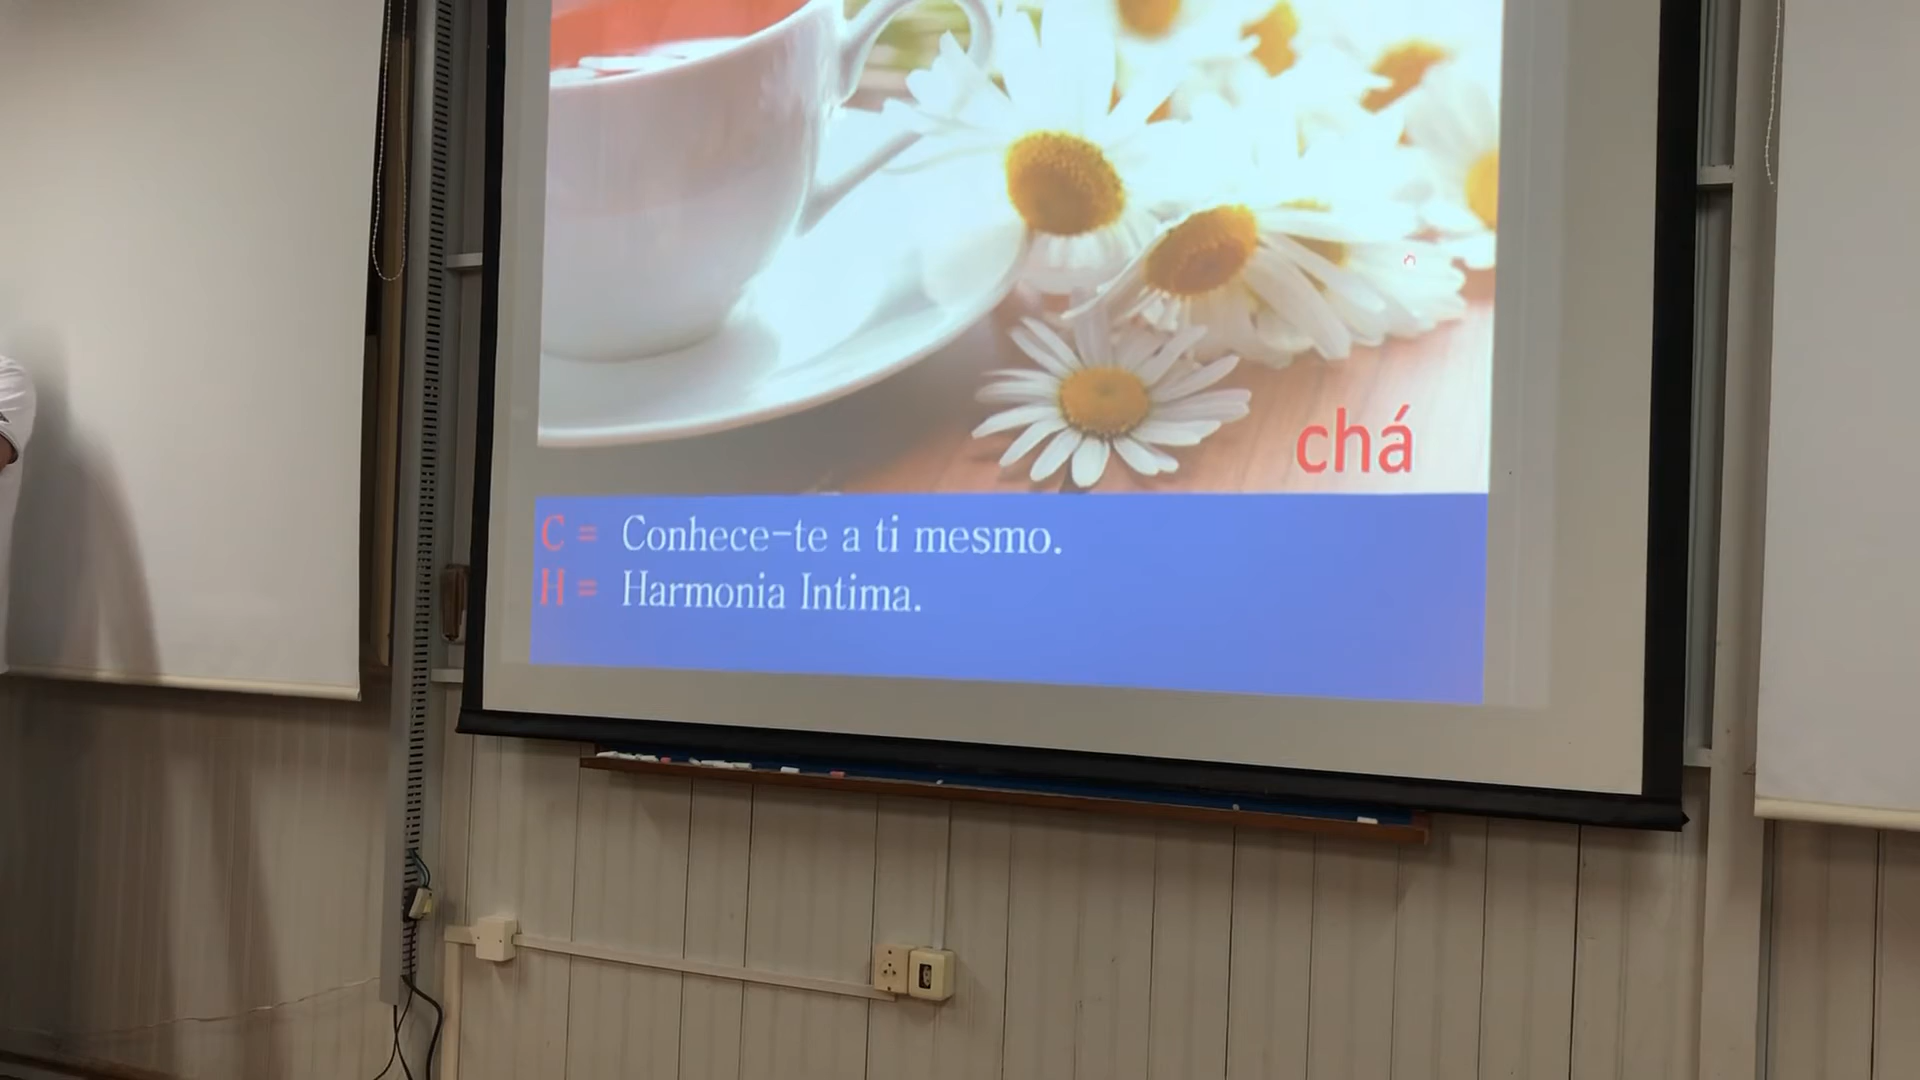 chá
C = Conhece-te a ti mesmo.
H = Harmonia Intima.